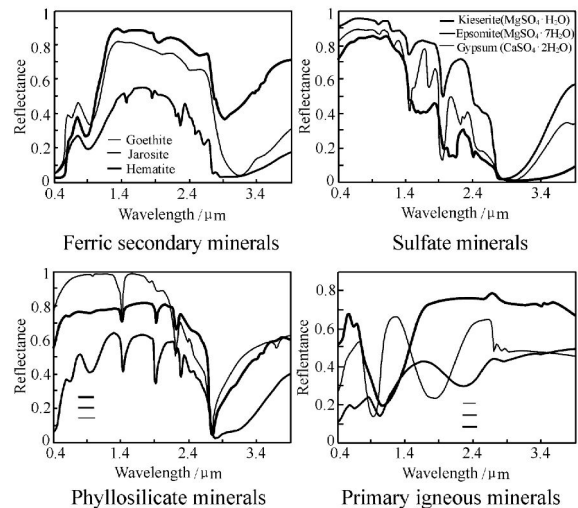 1
0.8
0.6
0.4
0.2
0
Reflectance
Goethite
Jarosite
Hematite
0.4 1.4 2.4 3.4
Wavelength /μm
Ferric secondary minerals
1
0.8
0.6
0.4
0.2
0
Reflectance
Kieserite(MgSO₄·H₂O)
Epsomite(MgSO₄·7H₂O)
Gypsum (CaSO₄·2H₂O)
0.4 1.4 2.4 3.4
Wavelength /μm
Sulfate minerals
1
0.8
0.6
0.4
0.2
0
Reflectance
0.4 1.4 2.4 3.4
Wavelength /μm
Phyllosilicate minerals
1
0.8
0.6
0.4
0.2
0
Reflentance
0.4 1.4 2.4 3.4
Wavelength /μm
Primary igneous minerals